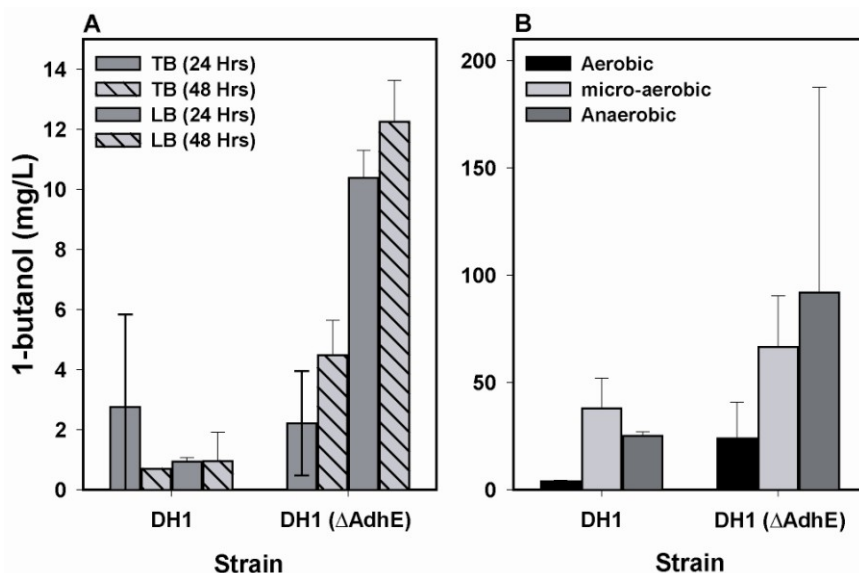 A
TB (24 Hrs)
TB (48 Hrs)
LB (24 Hrs)
LB (48 Hrs)
14
12
10
8
6
4
2
0
1-butanol (mg/L)
DH1
DH1 (ΔAdhE)
Strain
B
Aerobic
micro-aerobic
Anaerobic
200
150
100
50
0
DH1
DH1 (ΔAdhE)
Strain